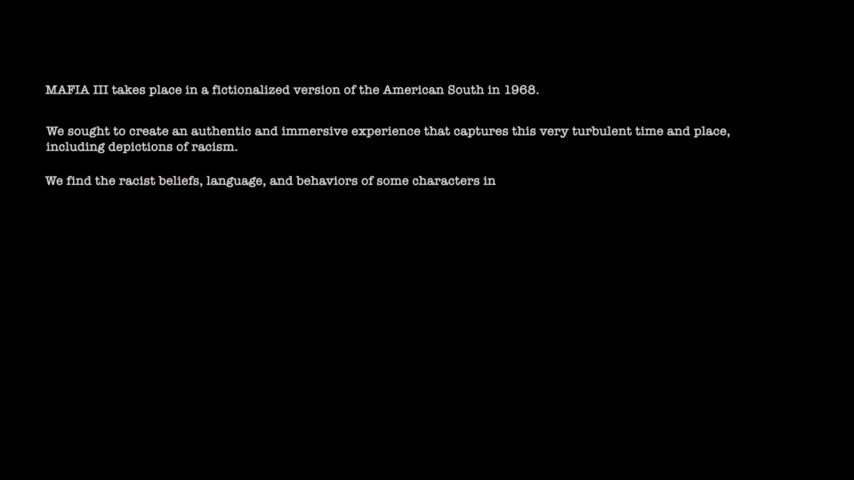 MAFIA III takes place in a fictionalized version of the American South in 1968.
We sought to create an authentic and immersive experience that captures this very turbulent time and place,
including depictions of racism.
We find the racist beliefs, language, and behaviors of some characters in